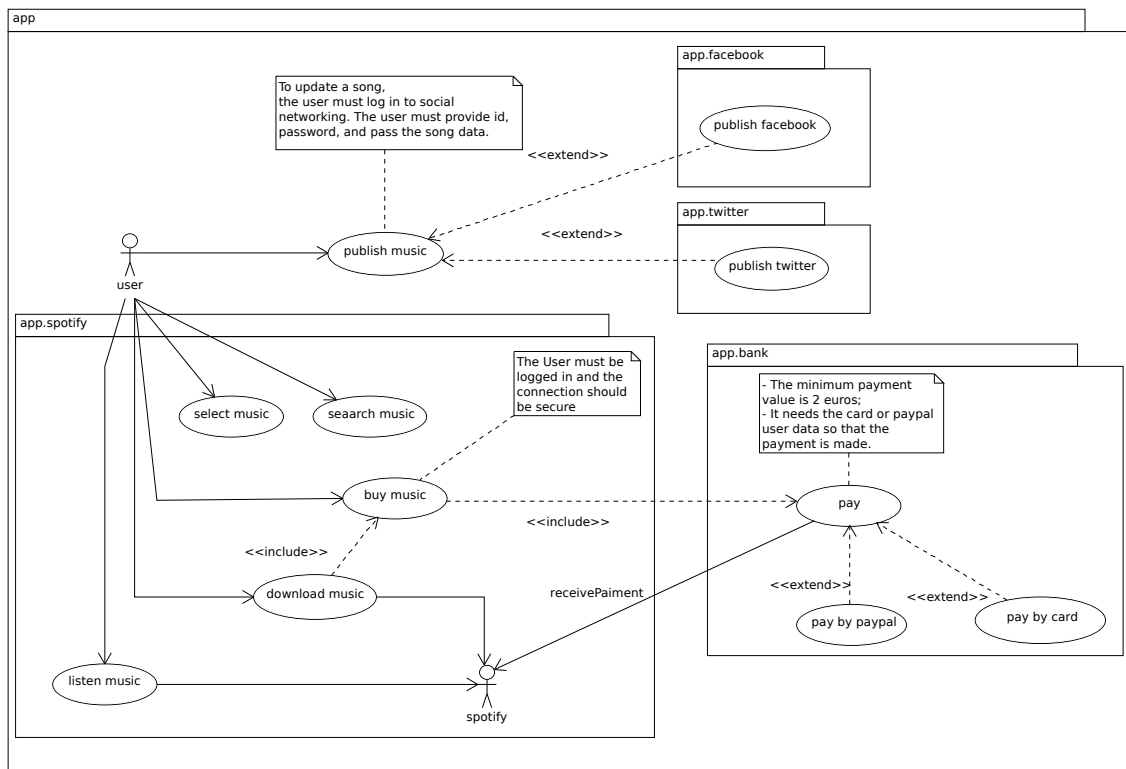 app
app.facebook
To update a song,
the user must log in to social
networking. The user must provide id,
password, and pass the song data.
publish facebook
<<extend>>
app.twitter
<<extend>>
publish music
publish twitter
user
app.spotify
app.bank
The User must be
logged in and the
connection should
be secure
- The minimum payment
value is 2 euros;
- It needs the card or paypal
user data so that the
payment is made.
select music
seaarch music
buy music
pay
<<include>>
<<include>>
<<extend>>
<<extend>>
download music
receivePaiment
pay by paypal
pay by card
listen music
spotify